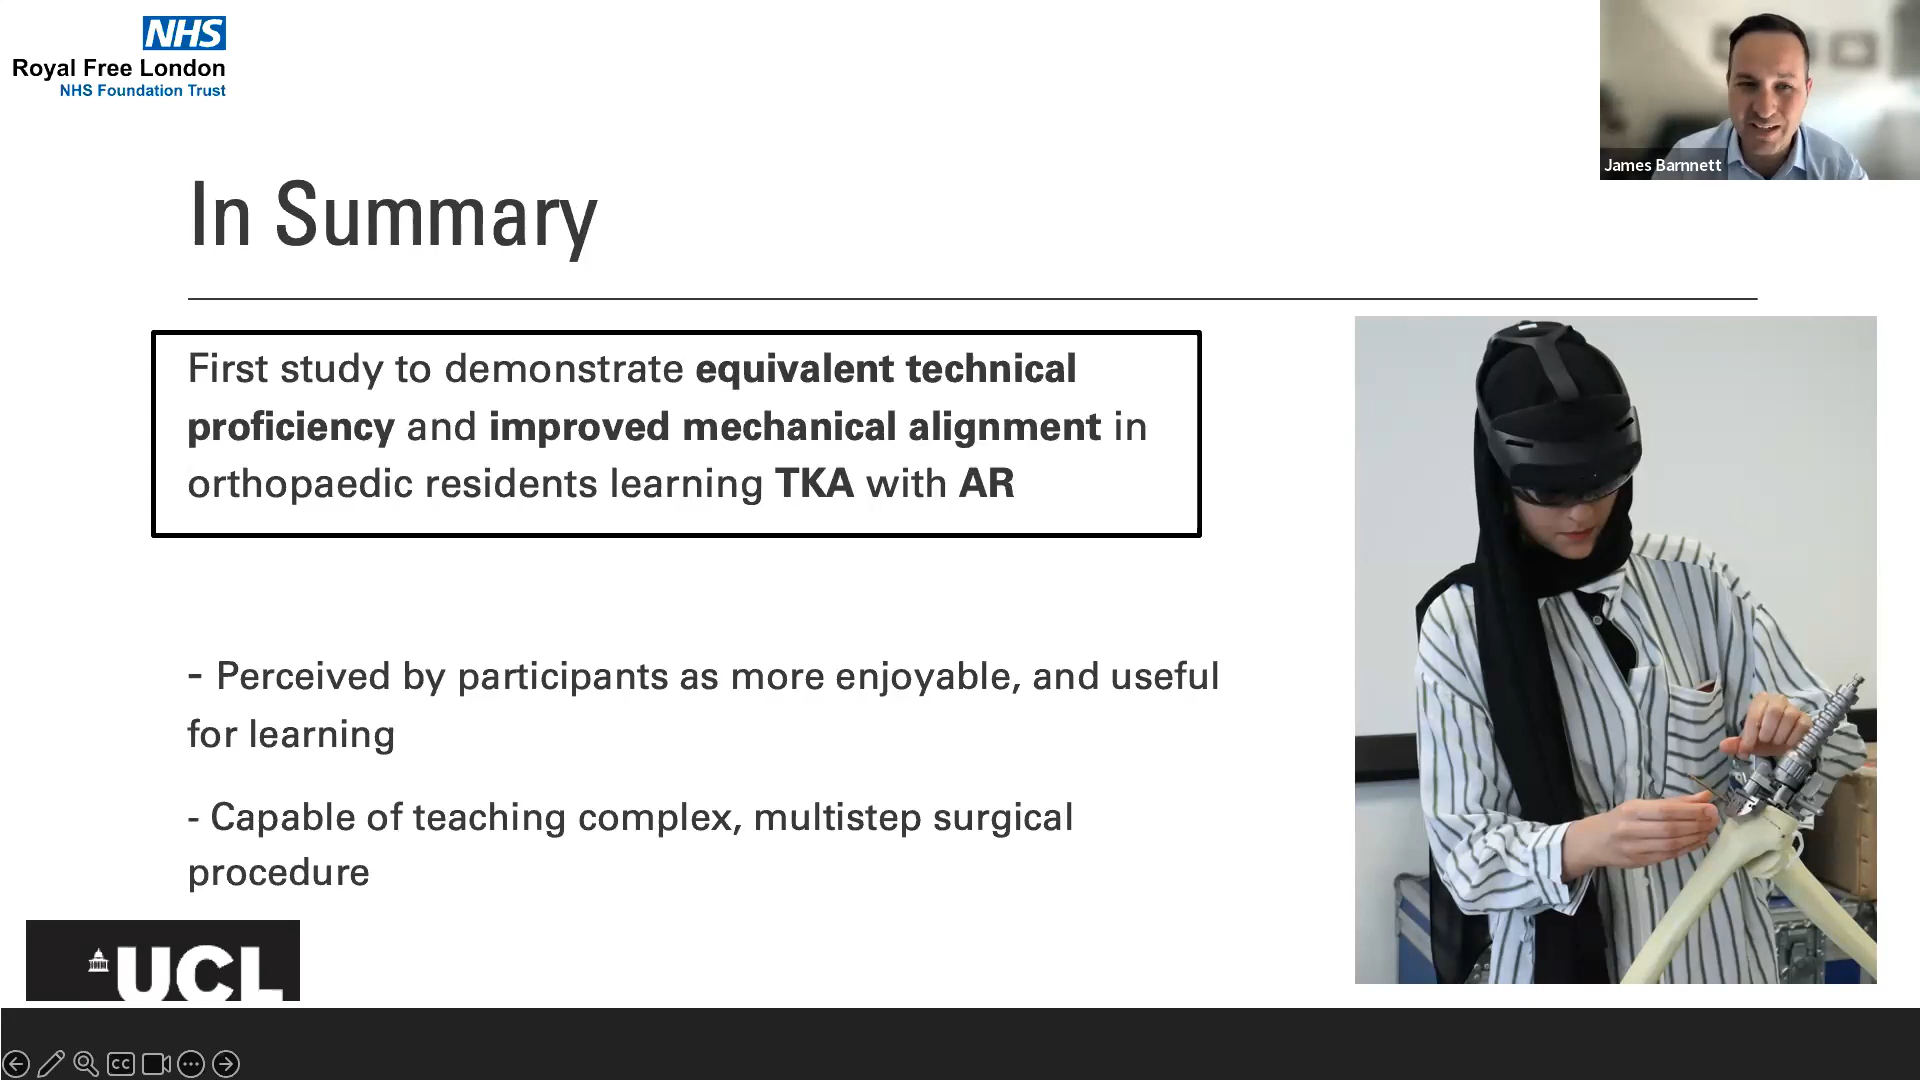 NHS
Royal Free London
NHS Foundation Trust
James Barnnett
In Summary
First study to demonstrate equivalent technical
proficiency and improved mechanical alignment in
orthopaedic residents learning TKA with AR
- Perceived by participants as more enjoyable, and useful
for learning
- Capable of teaching complex, multistep surgical
procedure
UCL
CC